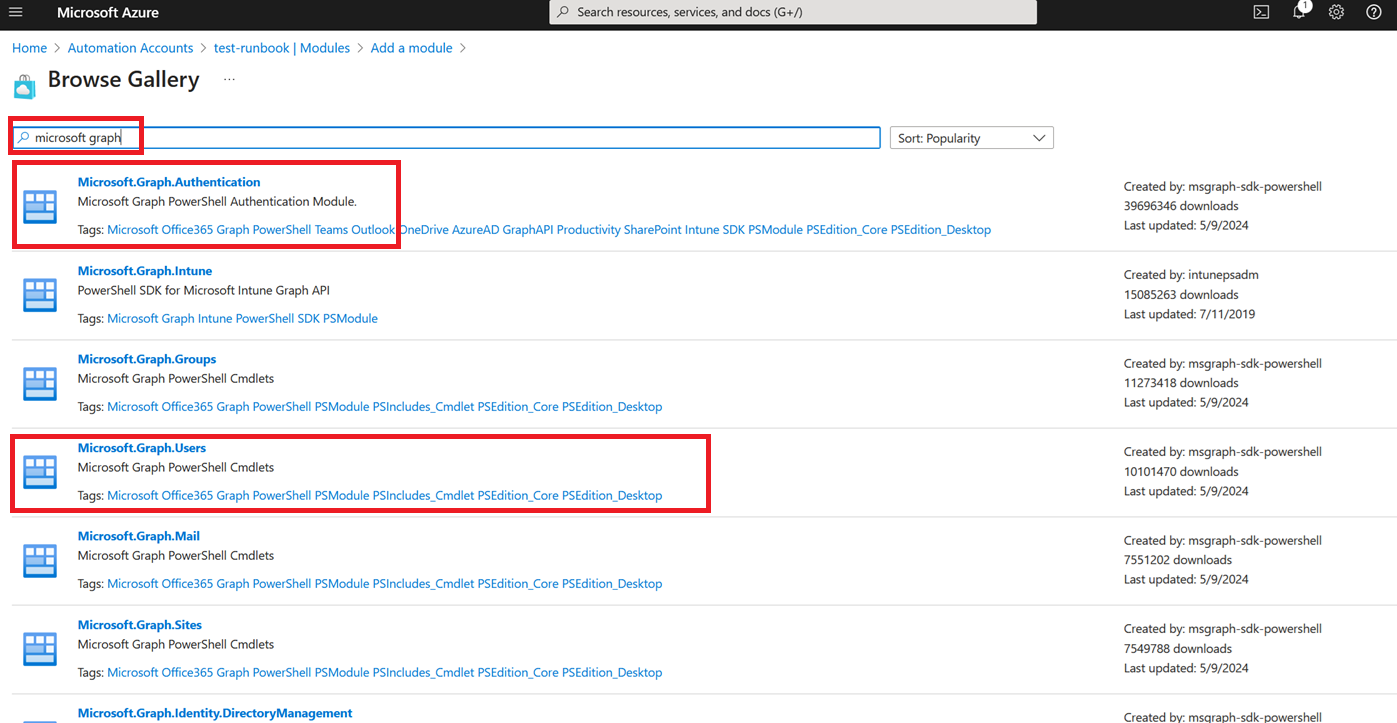 Microsoft Azure
Search resources, services, and docs (G+/)
1
Home > Automation Accounts > test-runbook | Modules > Add a module >
Browse Gallery ...
microsoft graph
Sort: Popularity
Microsoft.Graph.Authentication
Microsoft Graph PowerShell Authentication Module.
Tags: Microsoft Office365 Graph PowerShell Teams Outlook OneDrive AzureAD GraphAPI Productivity SharePoint Intune SDK PSModule PSEdition_Core PSEdition_Desktop
Created by: msgraph-sdk-powershell
39696346 downloads
Last updated: 5/9/2024
Microsoft.Graph.Intune
PowerShell SDK for Microsoft Intune Graph API
Tags: Microsoft Graph Intune PowerShell SDK PSModule
Created by: intunepsadm
15085263 downloads
Last updated: 7/11/2019
Microsoft.Graph.Groups
Microsoft Graph PowerShell Cmdlets
Tags: Microsoft Office365 Graph PowerShell PSModule PSIncludes_Cmdlet PSEdition_Core PSEdition_Desktop
Created by: msgraph-sdk-powershell
11273418 downloads
Last updated: 5/9/2024
Microsoft.Graph.Users
Microsoft Graph PowerShell Cmdlets
Tags: Microsoft Office365 Graph PowerShell PSModule PSIncludes_Cmdlet PSEdition_Core PSEdition_Desktop
Created by: msgraph-sdk-powershell
10101470 downloads
Last updated: 5/9/2024
Microsoft.Graph.Mail
Microsoft Graph PowerShell Cmdlets
Tags: Microsoft Office365 Graph PowerShell PSModule PSIncludes_Cmdlet PSEdition_Core PSEdition_Desktop
Created by: msgraph-sdk-powershell
7551202 downloads
Last updated: 5/9/2024
Microsoft.Graph.Sites
Microsoft Graph PowerShell Cmdlets
Tags: Microsoft Office365 Graph PowerShell PSModule PSIncludes_Cmdlet PSEdition_Core PSEdition_Desktop
Created by: msgraph-sdk-powershell
7549788 downloads
Last updated: 5/9/2024
Microsoft.Graph.Identity.DirectoryManagement
Created by: msgraph-sdk-powershell